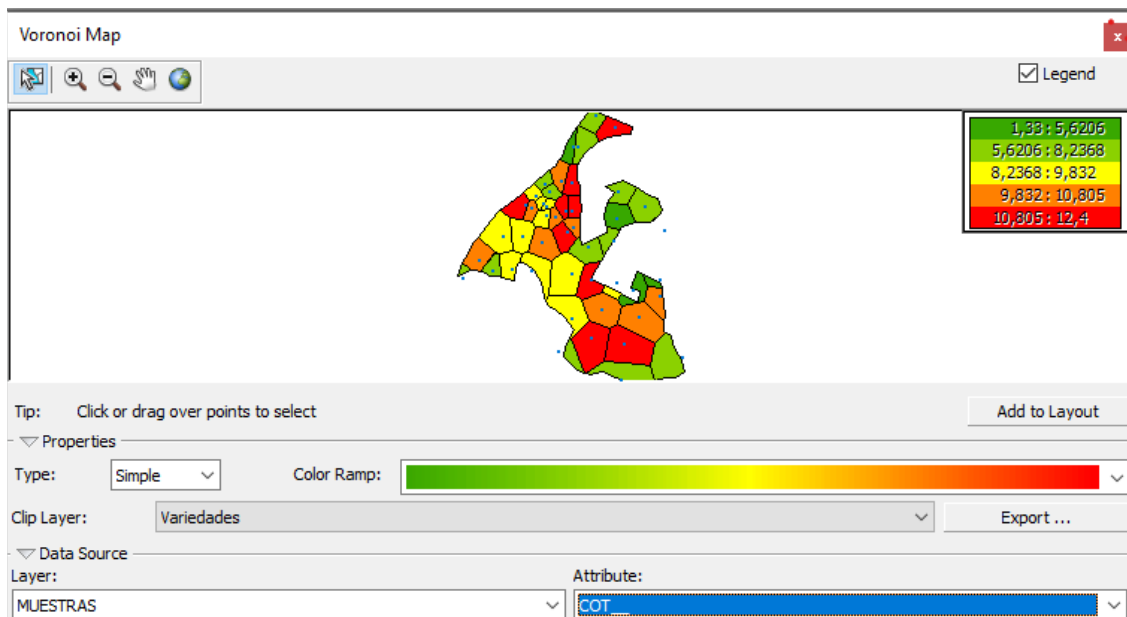 Voronoi Map
x
Legend
1,33 : 5,6206
5,6206 : 8,2368
8,2368 : 9,832
9,832 : 10,805
10,805 : 12,4
Tip: Click or drag over points to select Add to Layout
Properties
Type: Simple Color Ramp:
Clip Layer: Variedades Export ...
Data Source
Layer: Attribute:
MUESTRAS COT__